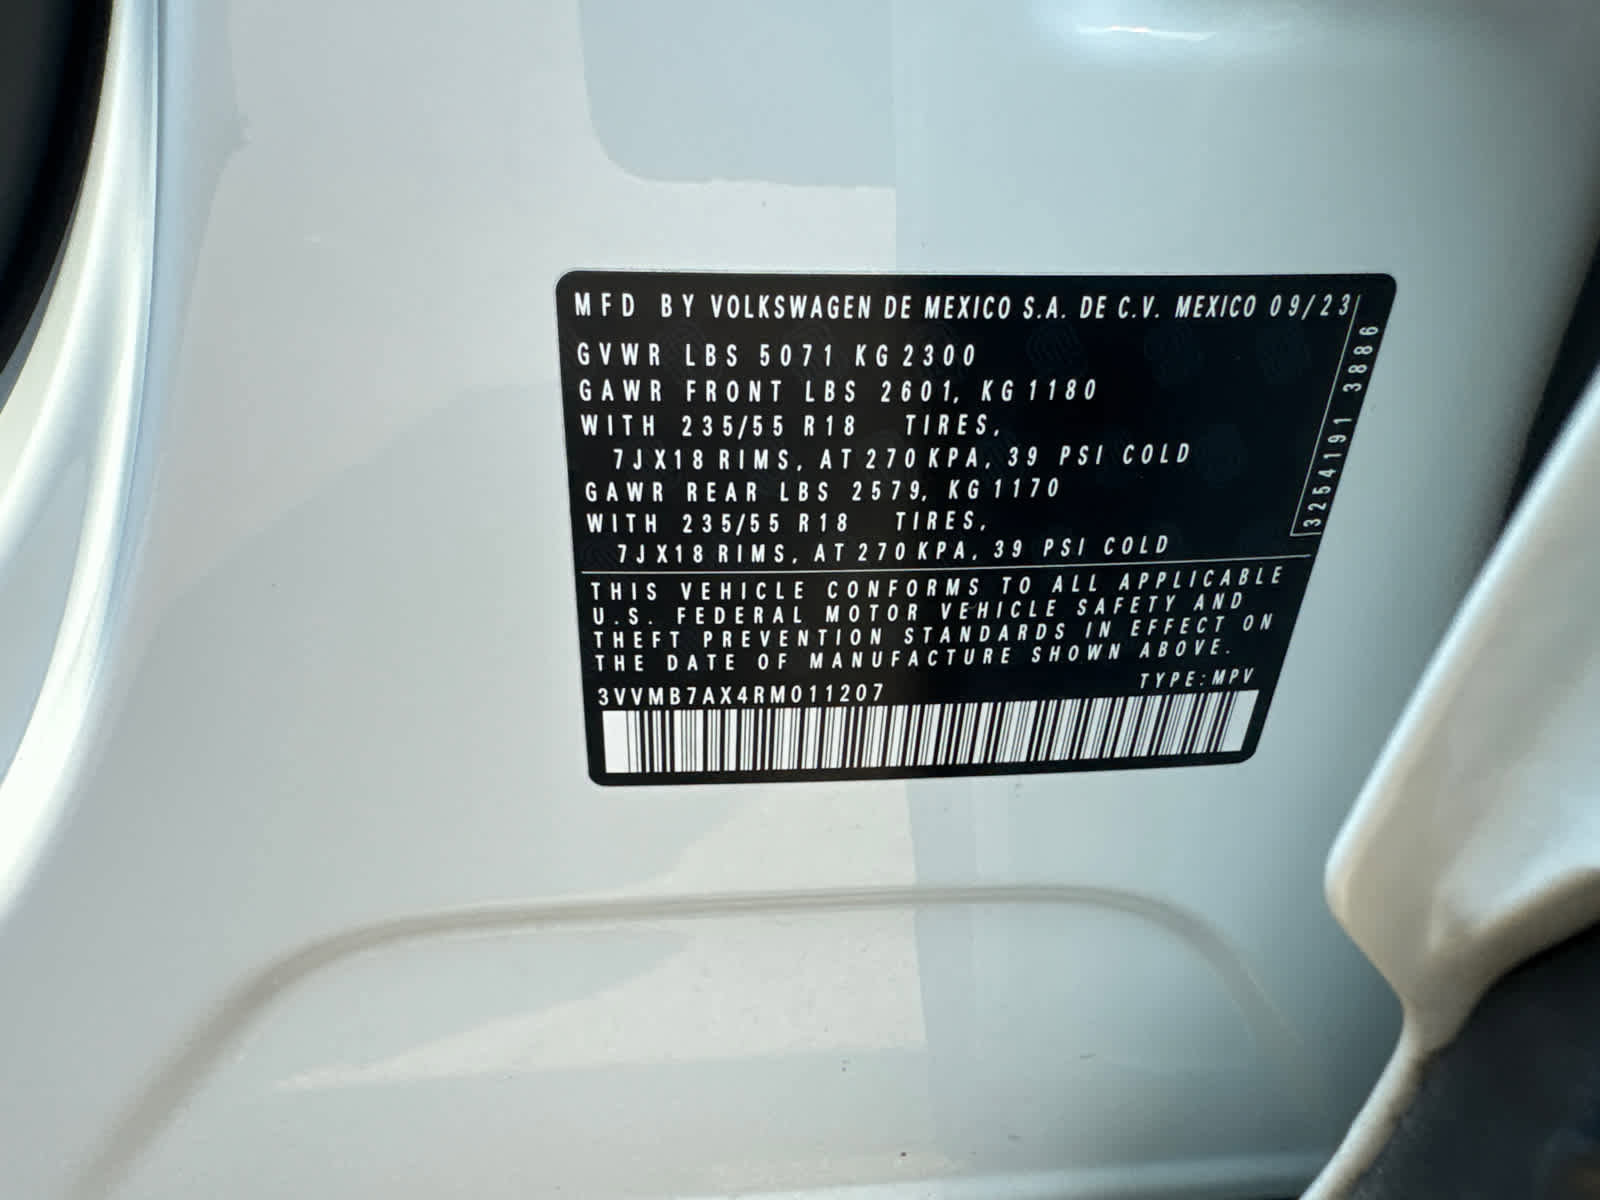 MFD BY VOLKSWAGEN DE MEXICO S.A. DE C.V. MEXICO 09/23
GVWR LBS 5071 KG 2300
GAWR FRONT LBS 2601, KG 1180
WITH 235/55 R18 TIRES,
7JX18 RIMS, AT 270 KPA, 39 PSI COLD
GAWR REAR LBS 2579, KG 1170
WITH 235/55 R18 TIRES,
7JX18 RIMS, AT 270 KPA, 39 PSI COLD
3254191 3886
THIS VEHICLE CONFORMS TO ALL APPLICABLE
U.S. FEDERAL MOTOR VEHICLE SAFETY AND
THEFT PREVENTION STANDARDS IN EFFECT ON
THE DATE OF MANUFACTURE SHOWN ABOVE.
3VVMB7AX4RM011207 TYPE:MPV